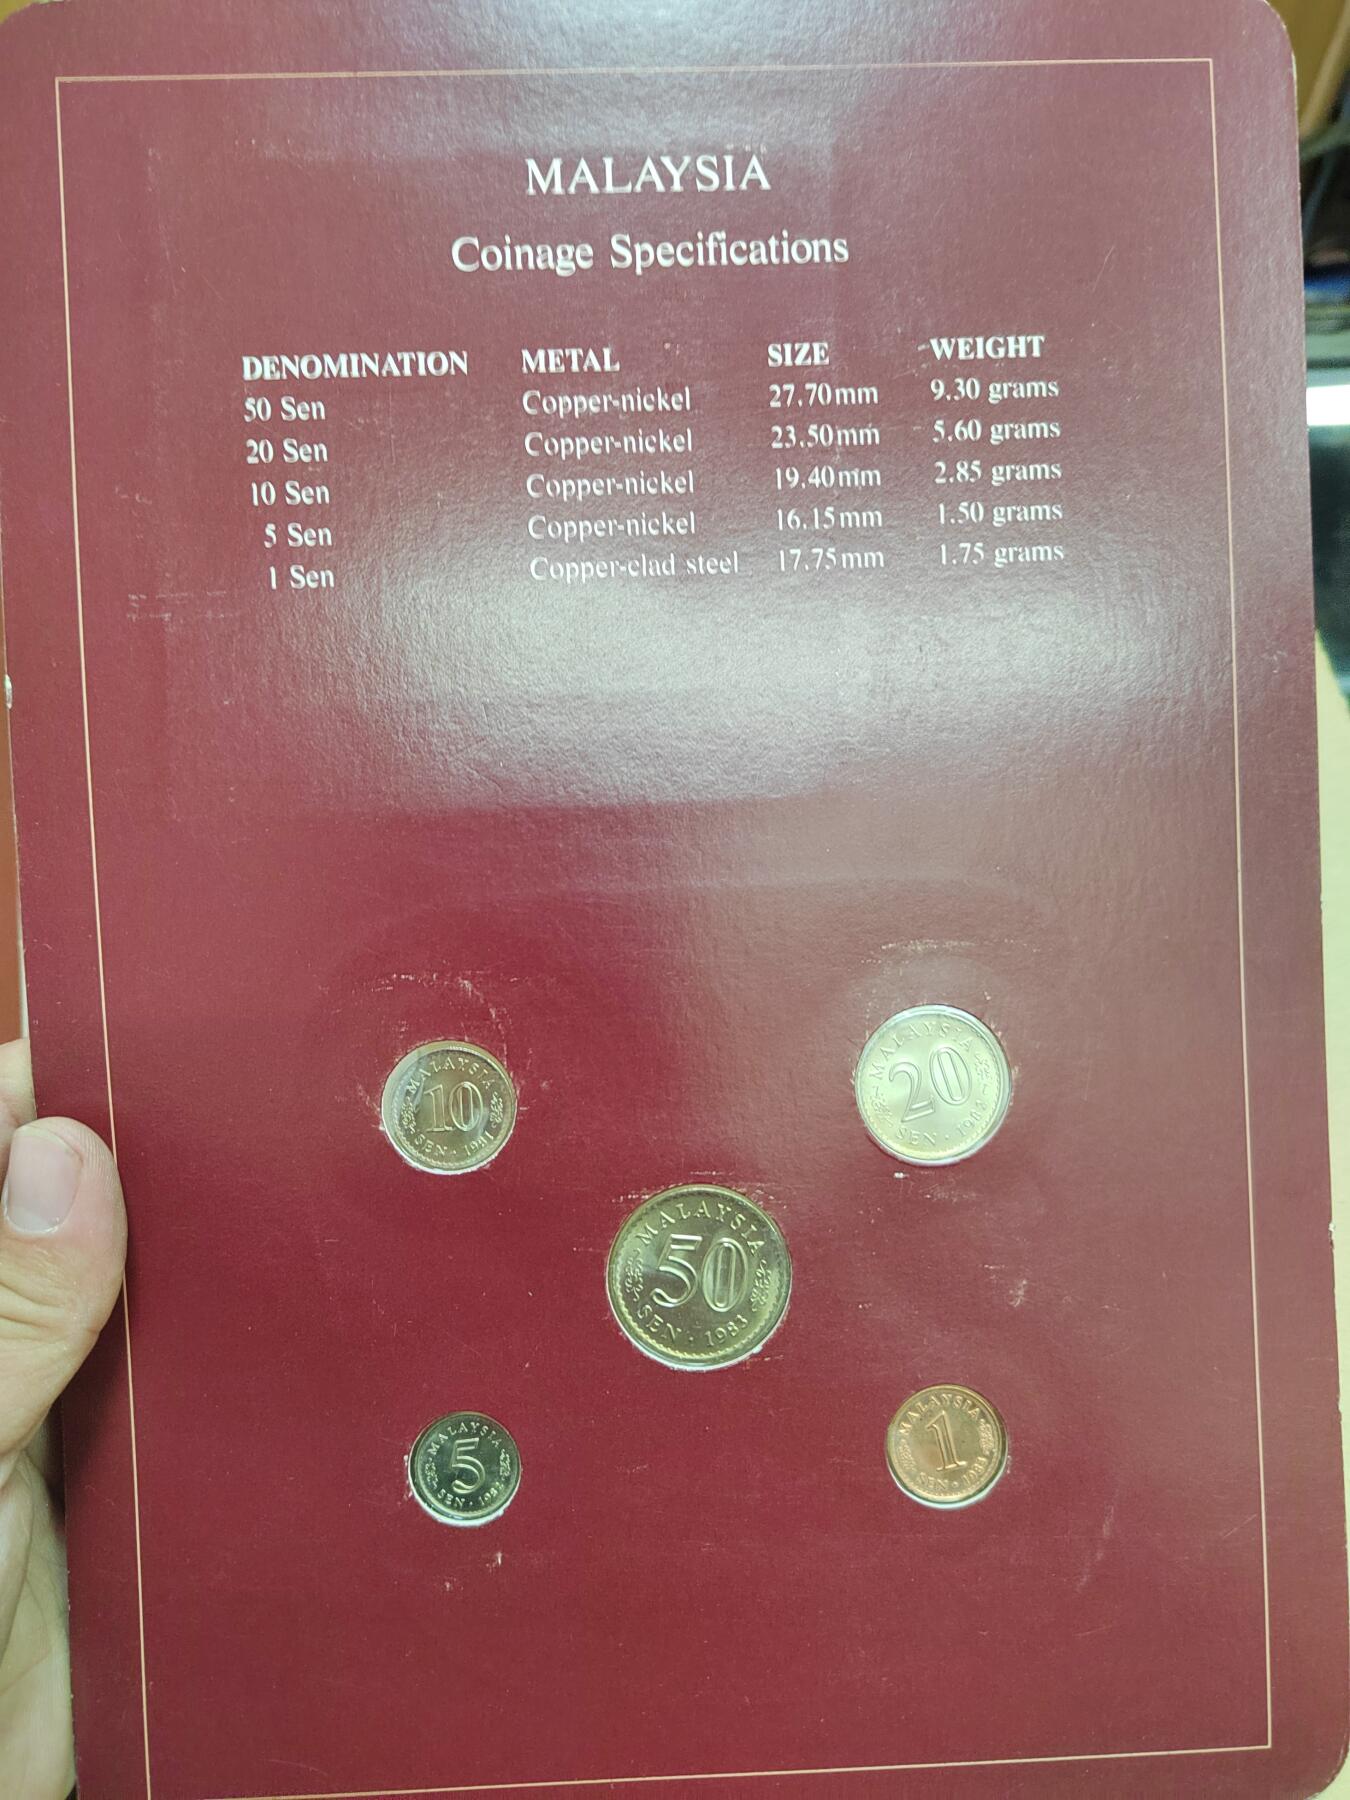 MALAYSIA
Coinage Specifications
DENOMINATION METAL SIZE WEIGHT
50 Sen Copper-nickel 27.70mm 9.30 grams
20 Sen Copper-nickel 23.50mm 5.60 grams
10 Sen Copper-nickel 19.40mm 2.85 grams
5 Sen Copper-nickel 16.15mm 1.50 grams
1 Sen Copper-clad steel 17.75mm 1.75 grams
MALAYSIA
10
SEN · 1981
MALAYSIA
20
SEN ·
MALAYSIA
50
SEN · 1983
MALAYSIA
5
SEN ·
MALAYSIA
1
SEN ·